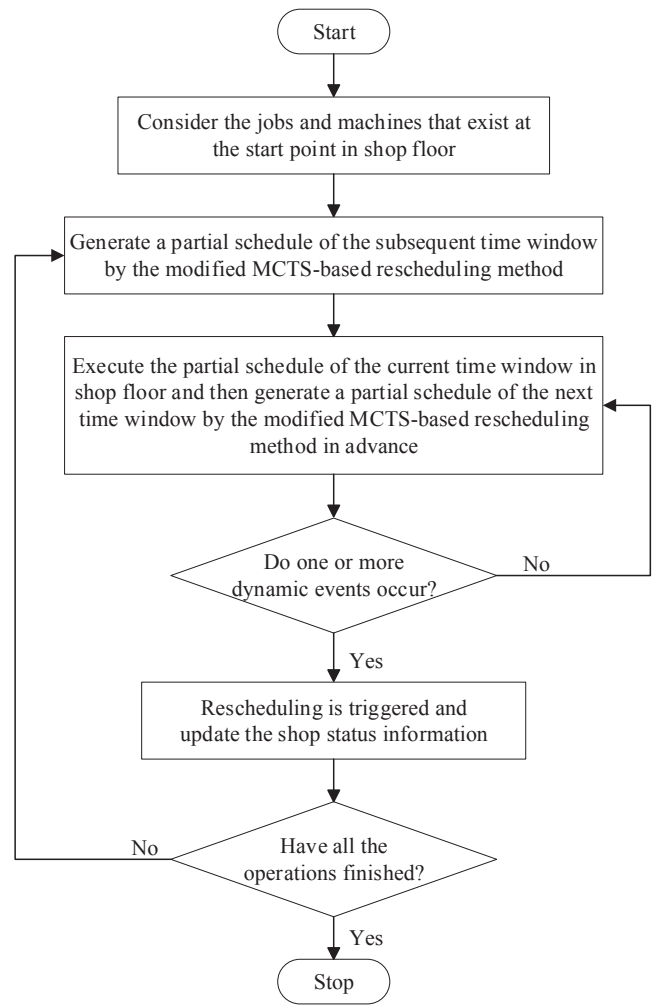 Start
Consider the jobs and machines that exist at
the start point in shop floor
Generate a partial schedule of the subsequent time window
by the modified MCTS-based rescheduling method
Execute the partial schedule of the current time window in
shop floor and then generate a partial schedule of the next
time window by the modified MCTS-based rescheduling
method in advance
Do one or more
dynamic events occur?
No
Yes
Rescheduling is triggered and
update the shop status information
Have all the
operations finished?
No
Yes
Stop